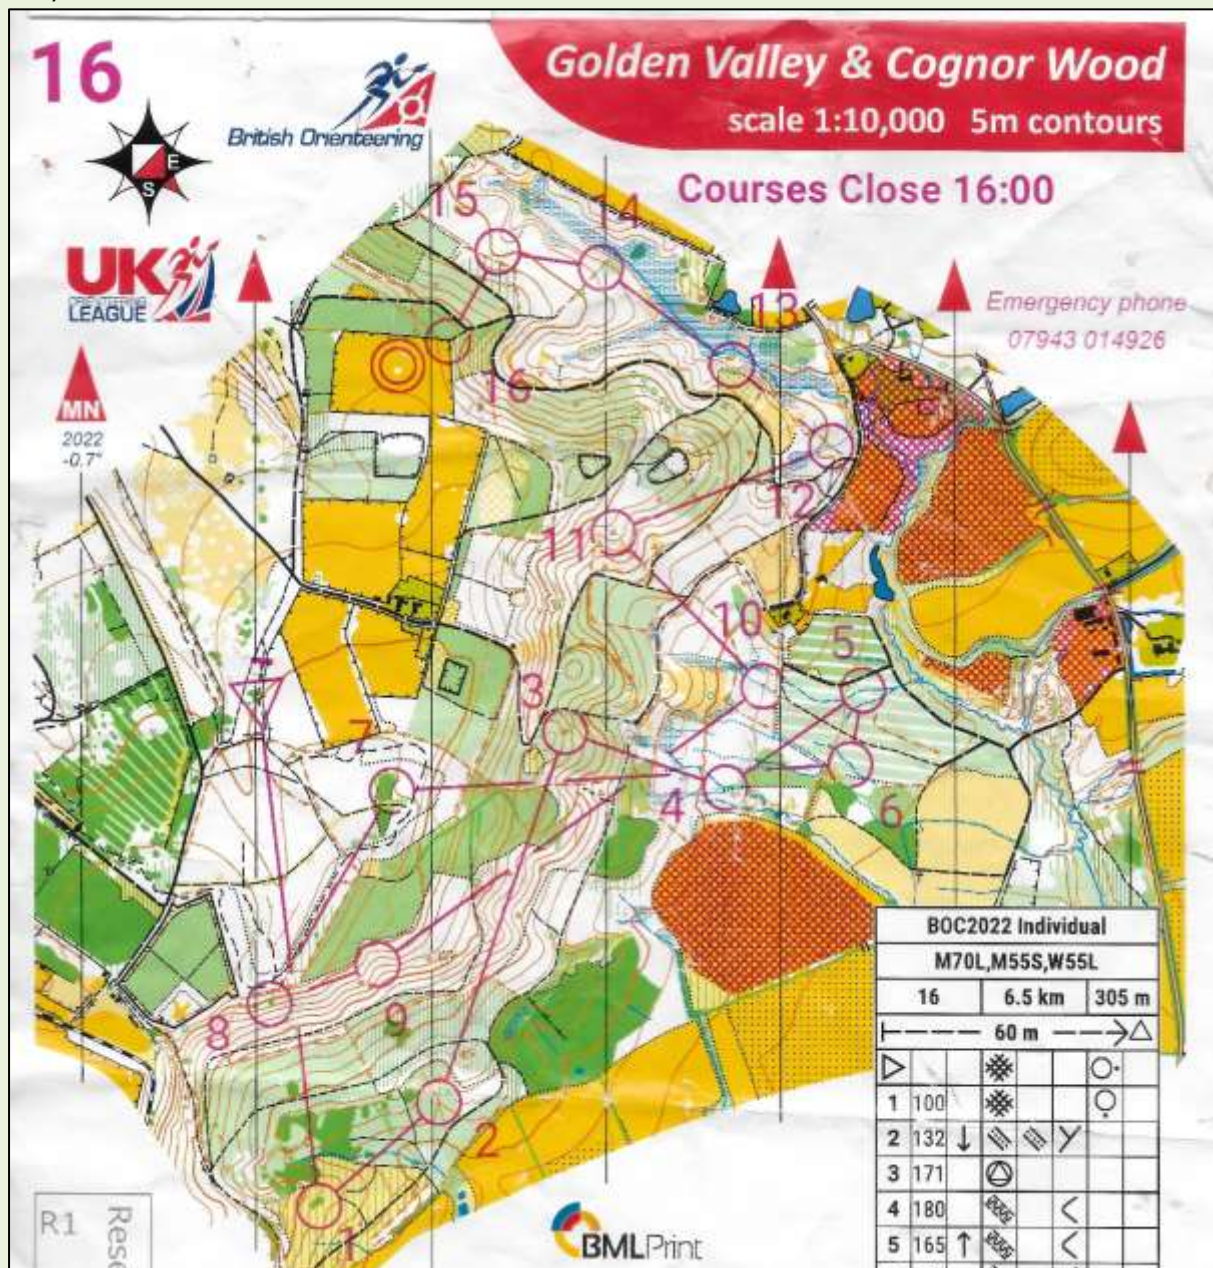 16
British Orienteering
Golden Valley & Cognor Wood
scale 1:10,000 5m contours
Courses Close 16:00
E
S
UK
ORIENTEERING
LEAGUE
Emergency phone
07943 014926
MN
2022
-0.7°
15
14
13
16
12
11
10
5
3
7
4
6
8
9
2
1
BOC2022 Individual
M70L,M55S,W55L
16 6.5 km 305 m
60 m
1 100
2 132
3 171
4 180
5 165
R1
Rese
BMLPrint